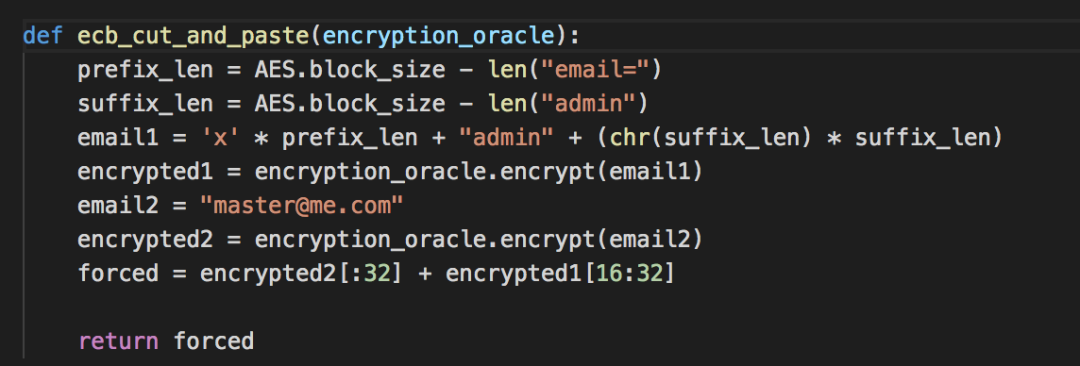 def ecb_cut_and_paste(encryption_oracle):
    prefix_len = AES.block_size - len("email=")
    suffix_len = AES.block_size - len("admin")
    email1 = 'x' * prefix_len + "admin" + (chr(suffix_len) * suffix_len)
    encrypted1 = encryption_oracle.encrypt(email1)
    email2 = "master@me.com"
    encrypted2 = encryption_oracle.encrypt(email2)
    forced = encrypted2[:32] + encrypted1[16:32]

    return forced